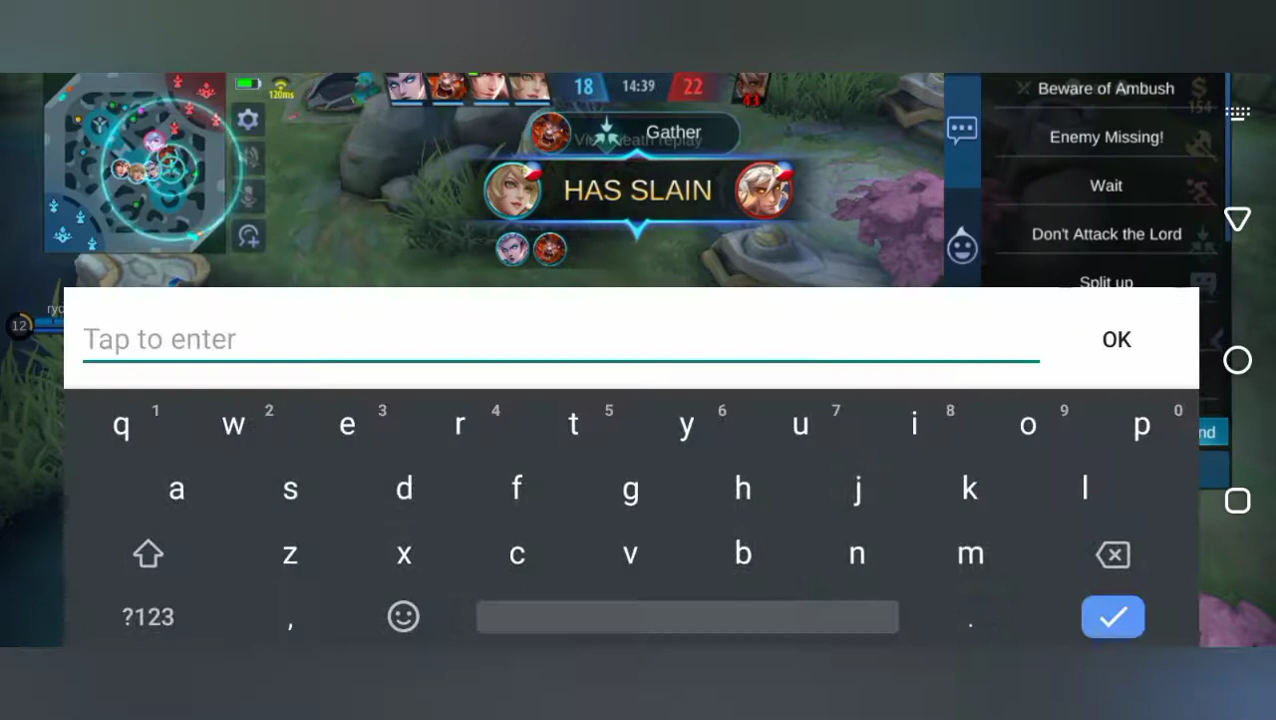 120ms
18 14:39 22
Gather
HAS SLAIN
Beware of Ambush
154
Enemy Missing!
Wait
Don't Attack the Lord
Split up
12
Tap to enter
OK
q 1 w 2 e 3 r 4 t 5 y 6 u 7 i 8 o 9 p 0
a s d f g h j k l
z x c v b n m
?123 , .